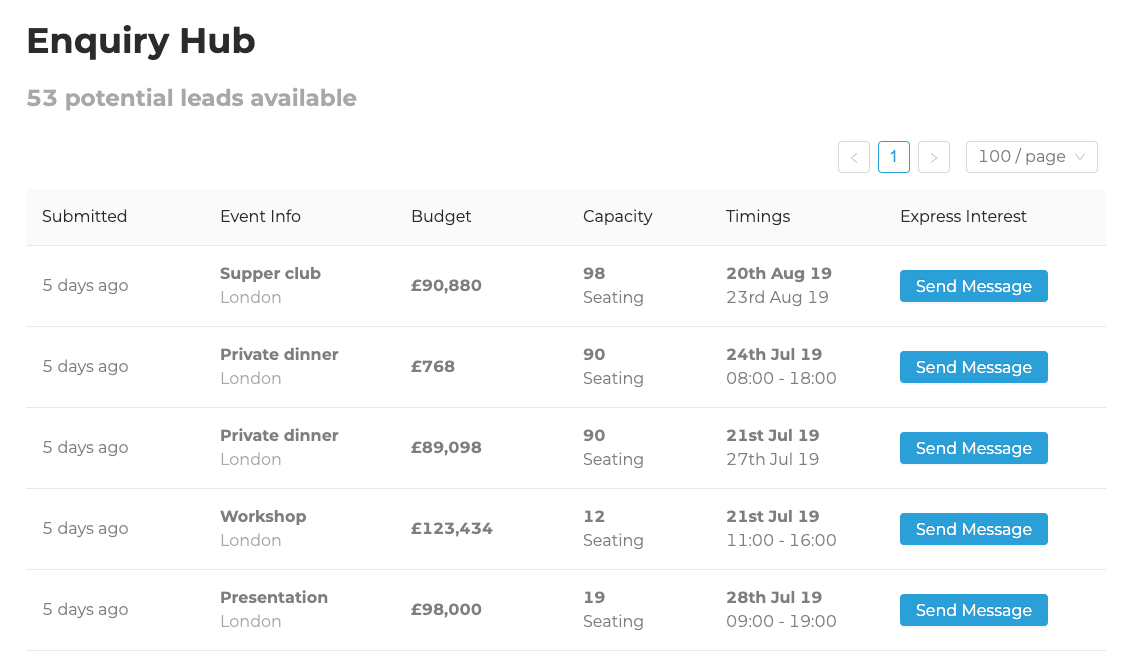 Enquiry Hub
53 potential leads available
1 100 / page
Submitted Event Info Budget Capacity Timings Express Interest
5 days ago Supper club £90,880 98 20th Aug 19 Send Message
London Seating 23rd Aug 19
5 days ago Private dinner £768 90 24th Jul 19 Send Message
London Seating 08:00 - 18:00
5 days ago Private dinner £89,098 90 21st Jul 19 Send Message
London Seating 27th Jul 19
5 days ago Workshop £123,434 12 21st Jul 19 Send Message
London Seating 11:00 - 16:00
5 days ago Presentation £98,000 19 28th Jul 19 Send Message
London Seating 09:00 - 19:00